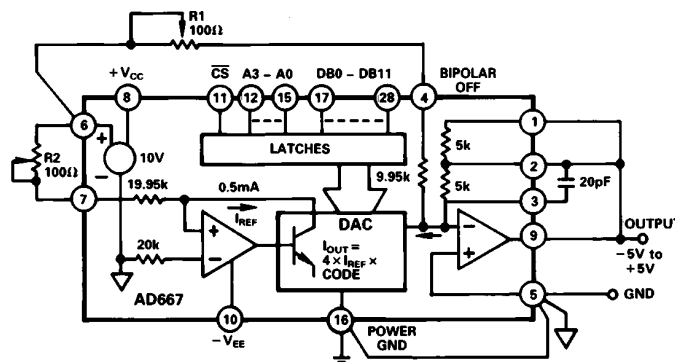 R1
100Ω
+VCC
CS A3 – A0 DB0 – DB11
BIPOLAR
OFF
8 11 12 15 17 28 4
6
+
10V
–
R2
100Ω
7
LATCHES
9.95k
5k
5k
1
2
3
20pF
19.95k
0.5mA
IREF
+
–
20k
DAC
IOUT =
4 × IREF ×
CODE
–
+
9
OUTPUT
–5V to
+5V
5
GND
AD667
10
–VEE
16
POWER
GND